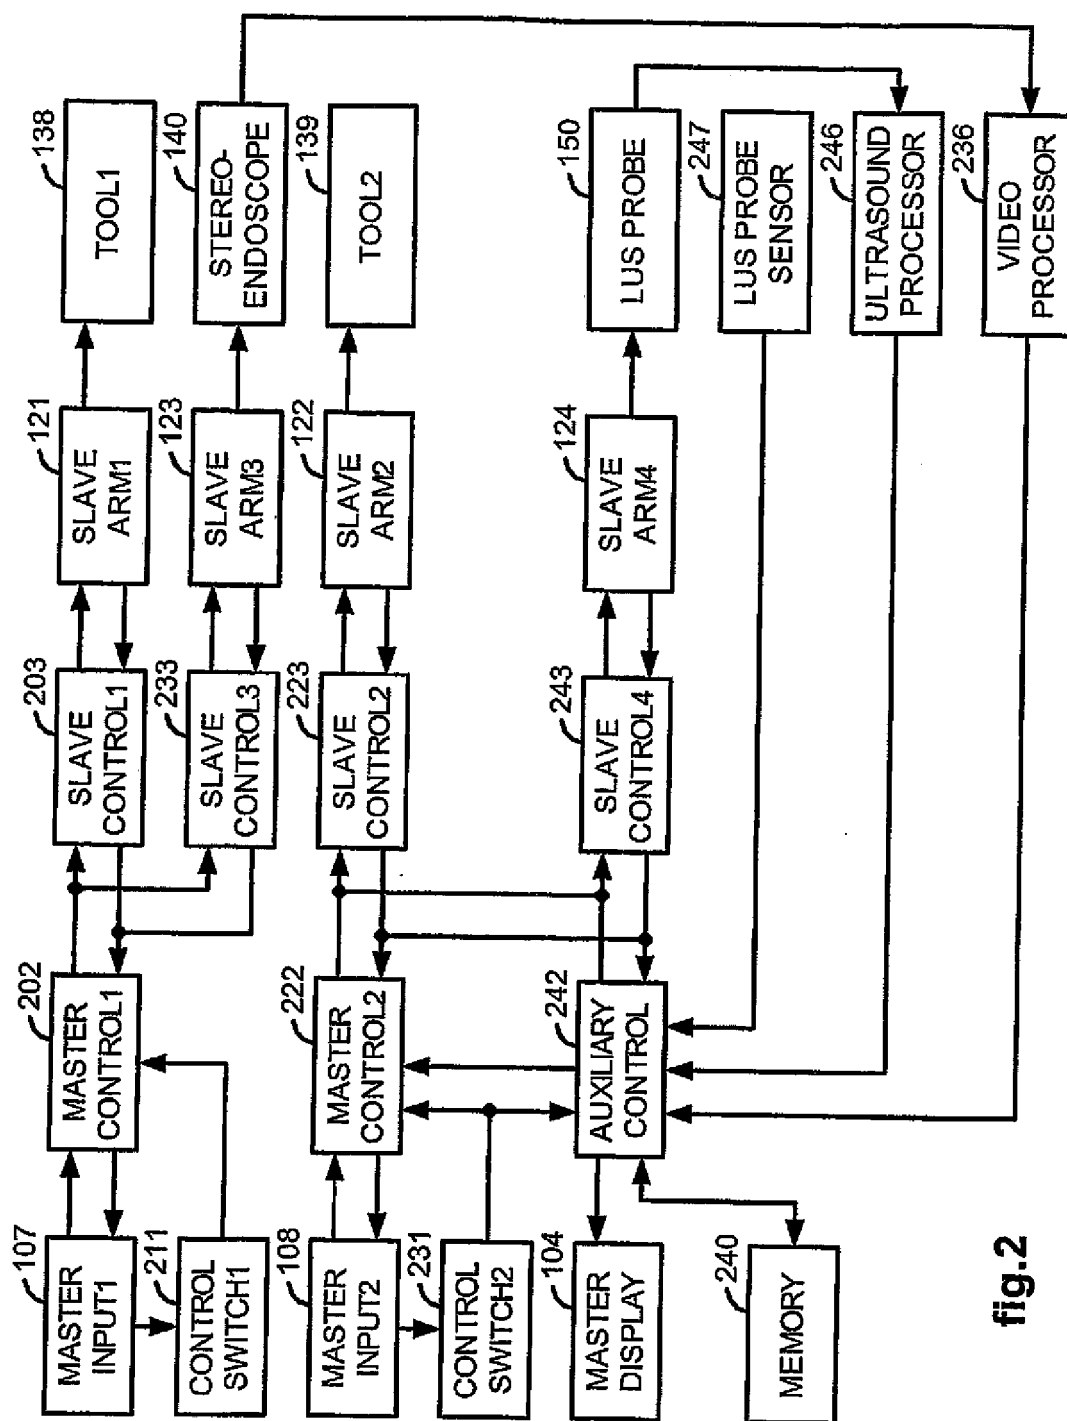 107
MASTER
INPUT1
202
MASTER
CONTROL1
203
SLAVE
CONTROL1
121
SLAVE
ARM1
138
TOOL1
211
CONTROL
SWITCH1
233
SLAVE
CONTROL3
123
SLAVE
ARM3
140
STEREO-
ENDOSCOPE
108
MASTER
INPUT2
222
MASTER
CONTROL2
223
SLAVE
CONTROL2
122
SLAVE
ARM2
139
TOOL2
231
CONTROL
SWITCH2
104
MASTER
DISPLAY
242
AUXILIARY
CONTROL
243
SLAVE
CONTROL4
124
SLAVE
ARM4
150
LUS PROBE
247
LUS PROBE
SENSOR
240
MEMORY
246
ULTRASOUND
PROCESSOR
236
VIDEO
PROCESSOR
fig.2